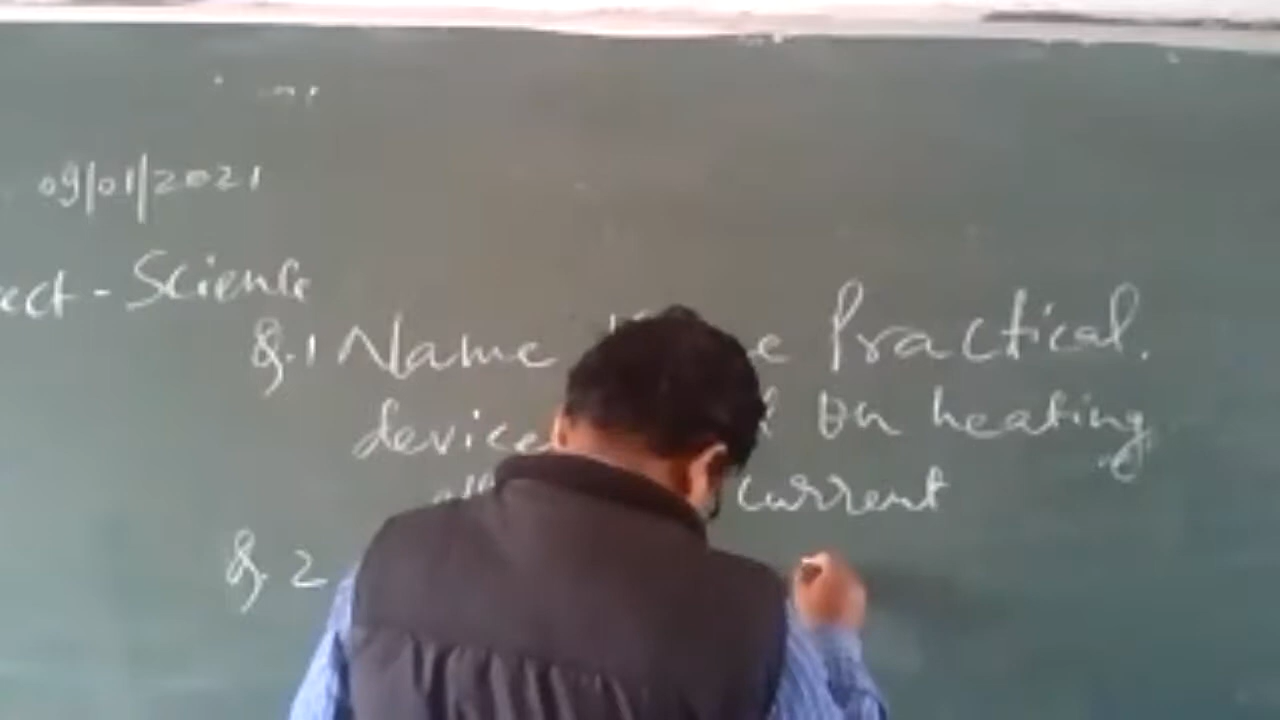 09/01/2021
ect - Science
Q.1 Name Practical.
device on heating
current
Q. 2